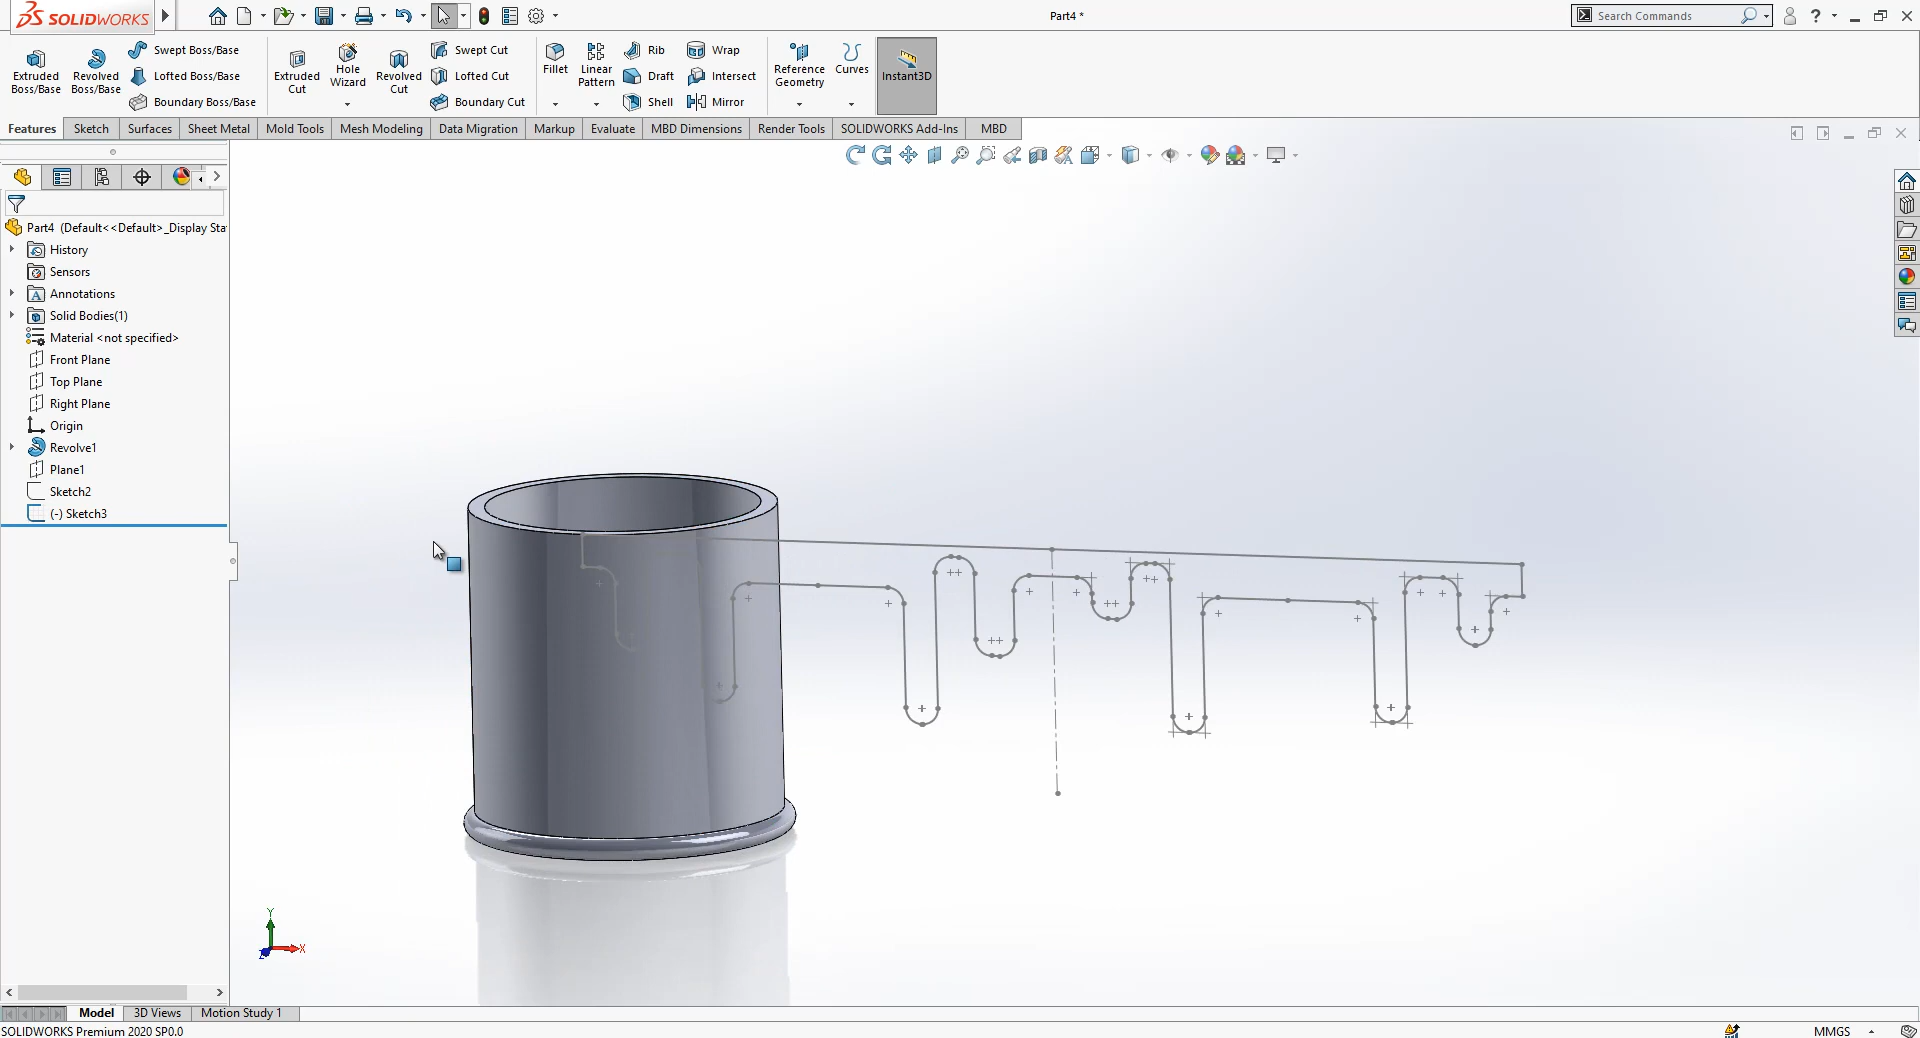 SOLIDWORKS
Part4 *
Search Commands
?
Extruded Boss/Base
Revolved Boss/Base
Swept Boss/Base
Lofted Boss/Base
Boundary Boss/Base
Extruded Cut
Hole Wizard
Revolved Cut
Swept Cut
Lofted Cut
Boundary Cut
Fillet
Linear Pattern
Rib
Draft
Shell
Wrap
Intersect
Mirror
Reference Geometry
Curves
Instant3D
Features
Sketch
Surfaces
Sheet Metal
Mold Tools
Mesh Modeling
Data Migration
Markup
Evaluate
MBD Dimensions
Render Tools
SOLIDWORKS Add-Ins
MBD
Part4 (Default<<Default>_Display Sta
History
Sensors
Annotations
Solid Bodies(1)
Material <not specified>
Front Plane
Top Plane
Right Plane
Origin
Revolve1
Plane1
Sketch2
(-) Sketch3
Y
X
Z
Model
3D Views
Motion Study 1
SOLIDWORKS Premium 2020 SP0.0
MMGS